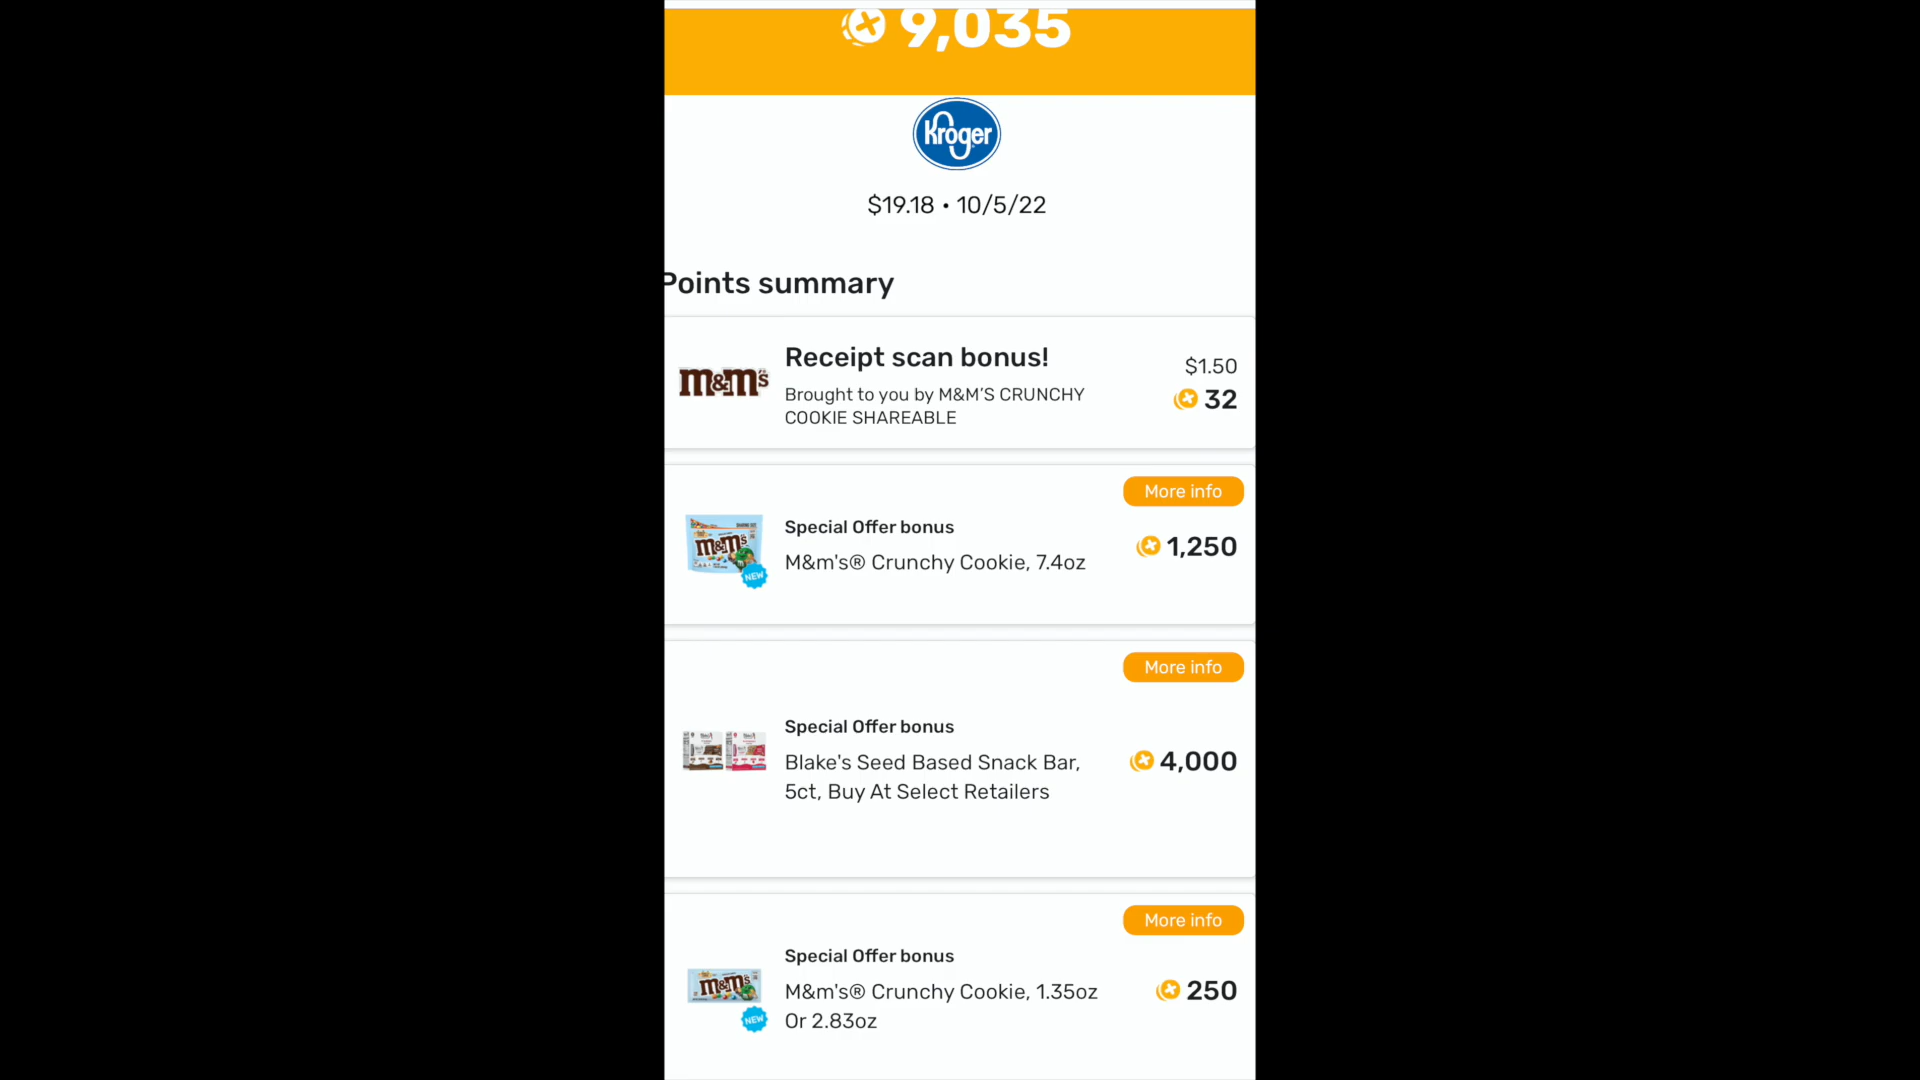 9,035
Kroger
$19.18 • 10/5/22
Points summary
Receipt scan bonus!
$1.50
m&m's
Brought to you by M&M’S CRUNCHY
COOKIE SHAREABLE
32
More info
Special Offer bonus
1,250
m&m's
M&m's® Crunchy Cookie, 7.4oz
NEW
More info
Special Offer bonus
Blake's Seed Based Snack Bar,
5ct, Buy At Select Retailers
4,000
More info
Special Offer bonus
m&m's
M&m's® Crunchy Cookie, 1.35oz
Or 2.83oz
250
NEW